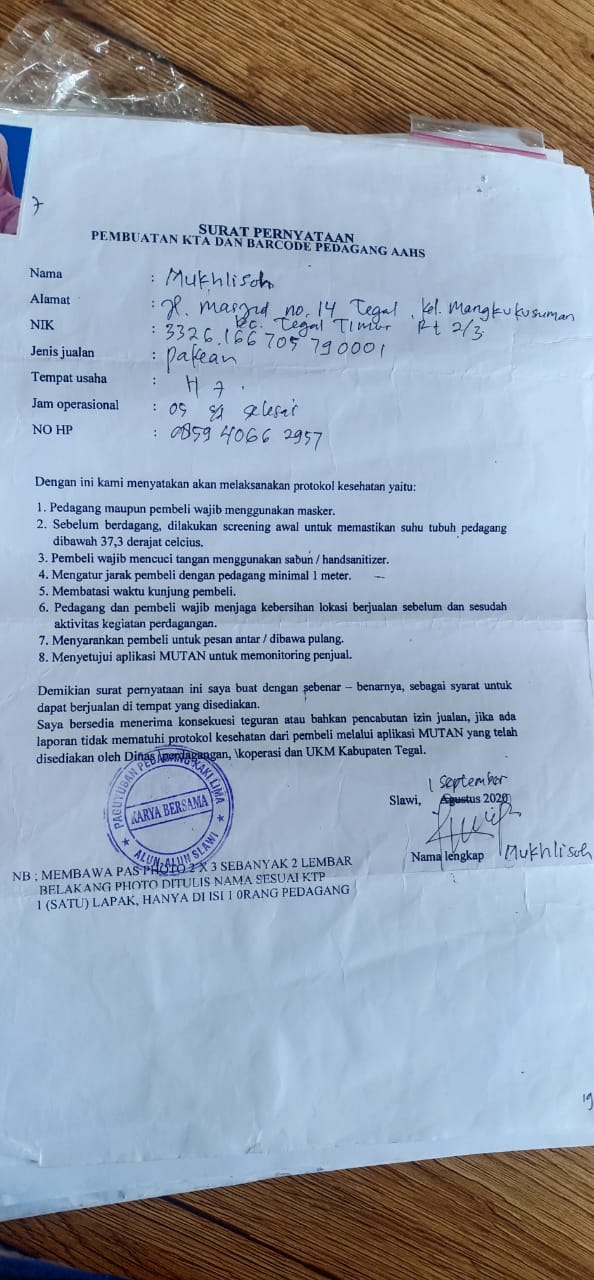 7
SURAT PERNYATAAN
PEMBUATAN KTA DAN BARCODE PEDAGANG AAHS
Nama : Mukhlisoh
Alamat : Jl. Masjid no. 14 Tegal, Kel. Mangkukusuman
Kec. Tegal Timur Rt 2/3
NIK : 3326.166 705 790001
Jenis jualan : pakean
Tempat usaha : H 7.
Jam operasional : 05 sd selesai
NO HP : 0859 4066 2957
Dengan ini kami menyatakan akan melaksanakan protokol kesehatan yaitu:
1. Pedagang maupun pembeli wajib menggunakan masker.
2. Sebelum berdagang, dilakukan screening awal untuk memastikan suhu tubuh pedagang
dibawah 37,3 derajat celcius.
3. Pembeli wajib mencuci tangan menggunakan sabun / handsanitizer.
4. Mengatur jarak pembeli dengan pedagang minimal 1 meter.
5. Membatasi waktu kunjung pembeli.
6. Pedagang dan pembeli wajib menjaga kebersihan lokasi berjualan sebelum dan sesudah
aktivitas kegiatan perdagangan.
7. Menyarankan pembeli untuk pesan antar / dibawa pulang.
8. Menyetujui aplikasi MUTAN untuk memonitoring penjual.
Demikian surat pernyataan ini saya buat dengan sebenar – benarnya, sebagai syarat untuk
dapat berjualan di tempat yang disediakan.
Saya bersedia menerima konsekuesi teguran atau bahkan pencabutan izin jualan, jika ada
laporan tidak mematuhi protokol kesehatan dari pembeli melalui aplikasi MUTAN yang telah
disediakan oleh Dinas \perdagangan, \koperasi dan UKM Kabupaten Tegal.
1 September
Slawi, Agustus 2020
PAGUYUBAN PEDAGANG KAKI LIMA
KARYA BERSAMA
ALUN-ALUN SLAWI
Nama lengkap Mukhlisoh
NB : MEMBAWA PAS PHOTO 2 X 3 SEBANYAK 2 LEMBAR
BELAKANG PHOTO DITULIS NAMA SESUAI KTP
1 (SATU) LAPAK, HANYA DI ISI 1 0RANG PEDAGANG
19